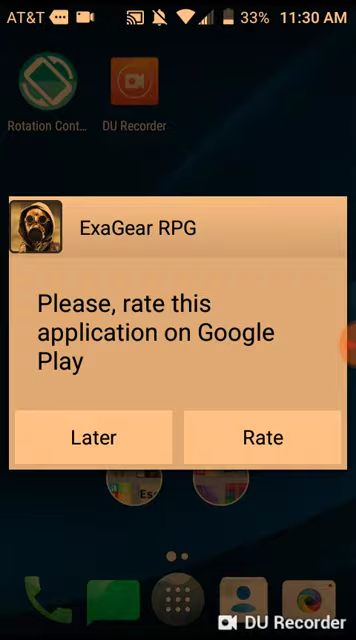 AT&T 33% 11:30 AM
Rotation Cont... DU Recorder
ExaGear RPG
Please, rate this
application on Google
Play
Later Rate
Es
DU Recorder